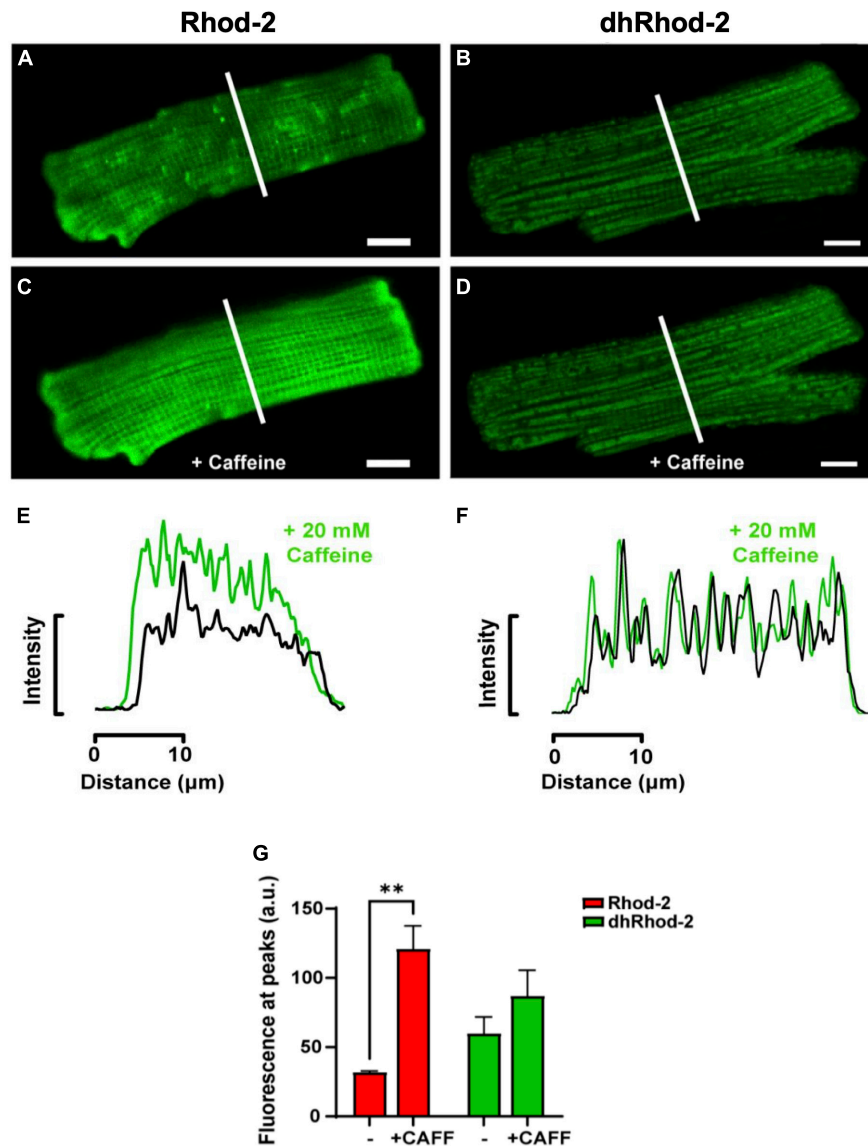 Rhod-2
dhRhod-2
A
B
C
D
+ Caffeine
+ Caffeine
E
+ 20 mM
Caffeine
Intensity
0
10
Distance (µm)
F
+ 20 mM
Caffeine
Intensity
0
10
Distance (µm)
G
Fluorescence at peaks (a.u.)
150
100
50
0
**
-
+CAFF
-
+CAFF
Rhod-2
dhRhod-2